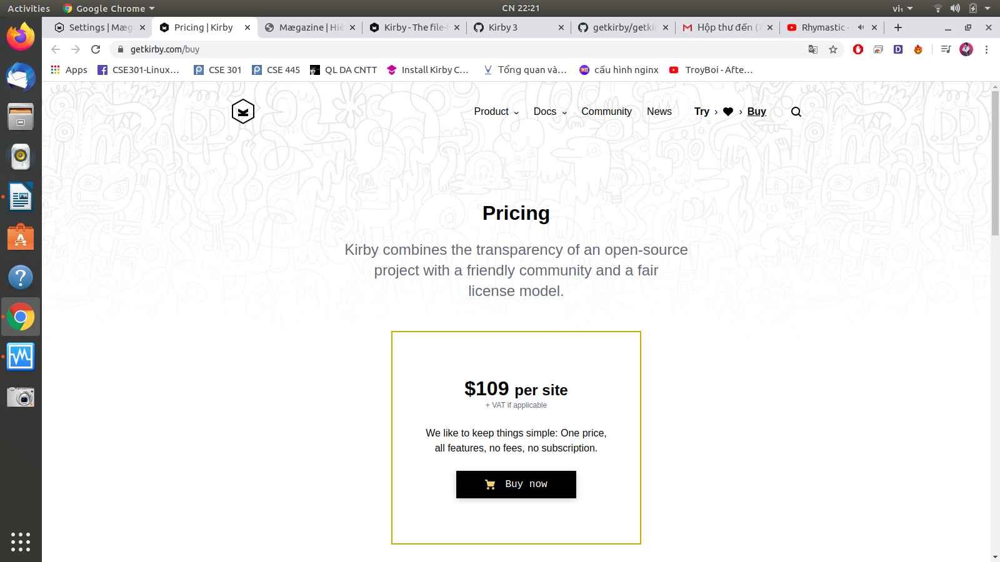 Activities
Google Chrome
CN 22:21
vi₁
Settings | Mæg
Pricing | Kirby
Mægazine | Hiể
Kirby - The file-
Kirby 3
getkirby/getkir
Hộp thư đến (
Rhymastic -
getkirby.com/buy
Apps
CSE301-Linux...
CSE 301
CSE 445
QL DA CNTT
Install Kirby C...
Tổng quan và...
cấu hình nginx
TroyBoi - Afte...
Product
Docs
Community
News
Try › › Buy
Pricing
Kirby combines the transparency of an open-source
project with a friendly community and a fair
license model.
$109 per site
+ VAT if applicable
We like to keep things simple: One price,
all features, no fees, no subscription.
Buy now